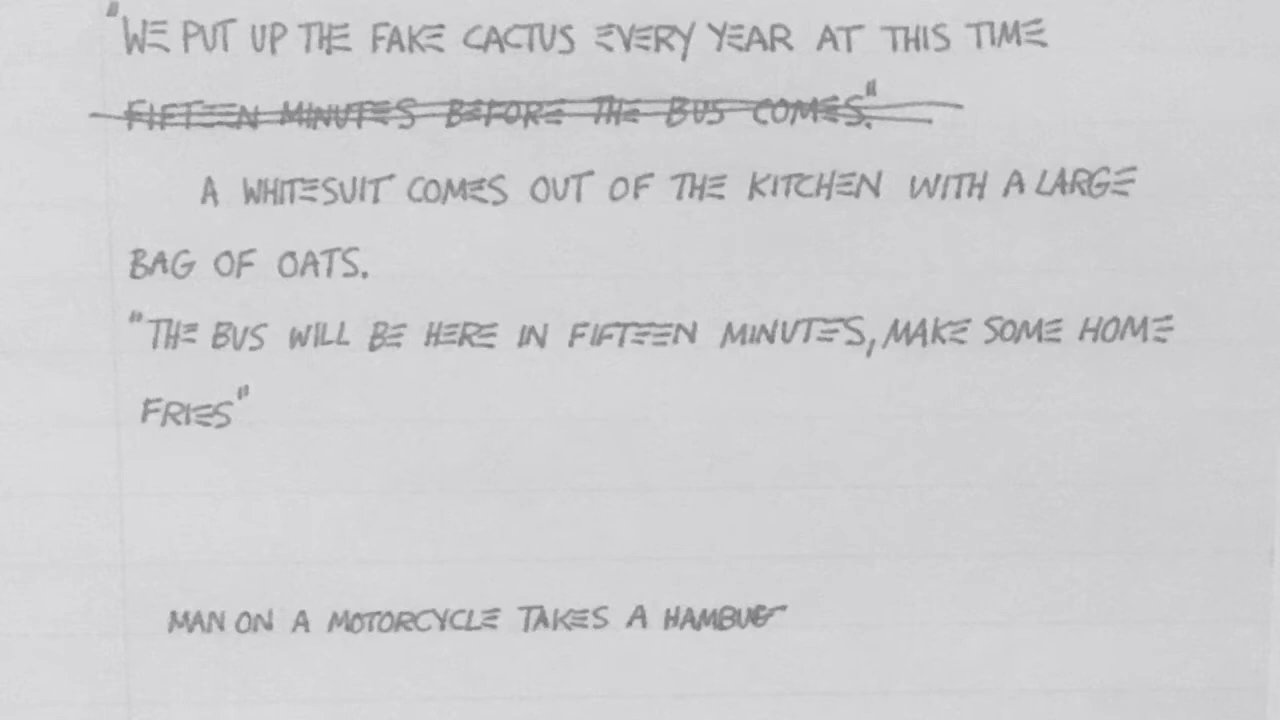 "WE PUT UP THE FAKE CACTUS EVERY YEAR AT THIS TIME
FIFTEEN MINUTES BEFORE THE BUS COMES."
A WHITESUIT COMES OUT OF THE KITCHEN WITH A LARGE
BAG OF OATS.
"THE BUS WILL BE HERE IN FIFTEEN MINUTES, MAKE SOME HOME
FRIES"
MAN ON A MOTORCYCLE TAKES A HAMBUG